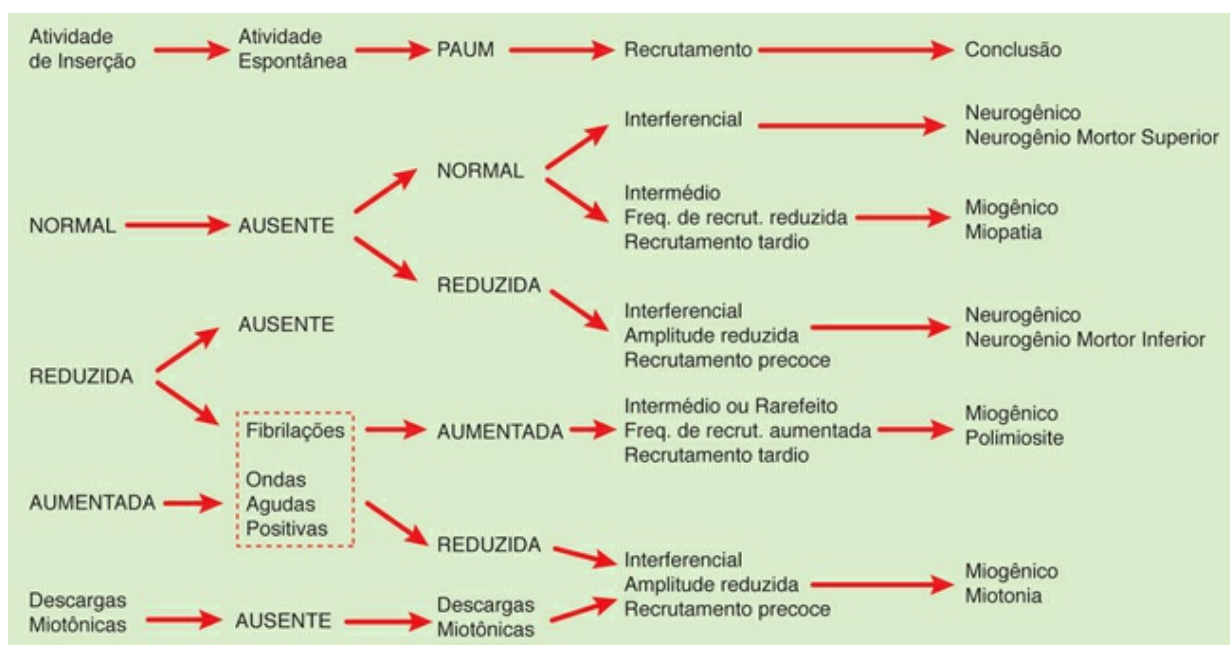 Atividade
de Inserção
Atividade
Espontânea
PAUM
Recrutamento
Conclusão
Interferencial
Neurogênico
Neurogênio Mortor Superior
NORMAL
Intermédio
Freq. de recrut. reduzida
Recrutamento tardio
Miogênico
Miopatia
NORMAL
AUSENTE
REDUZIDA
Interferencial
Amplitude reduzida
Recrutamento precoce
Neurogênico
Neurogênio Mortor Inferior
AUSENTE
REDUZIDA
Fibrilações
AUMENTADA
Intermédio ou Rarefeito
Freq. de recrut. aumentada
Recrutamento tardio
Miogênico
Polimiosite
AUMENTADA
Ondas
Agudas
Positivas
REDUZIDA
Interferencial
Amplitude reduzida
Recrutamento precoce
Miogênico
Miotonia
Descargas
Miotônicas
AUSENTE
Descargas
Miotônicas